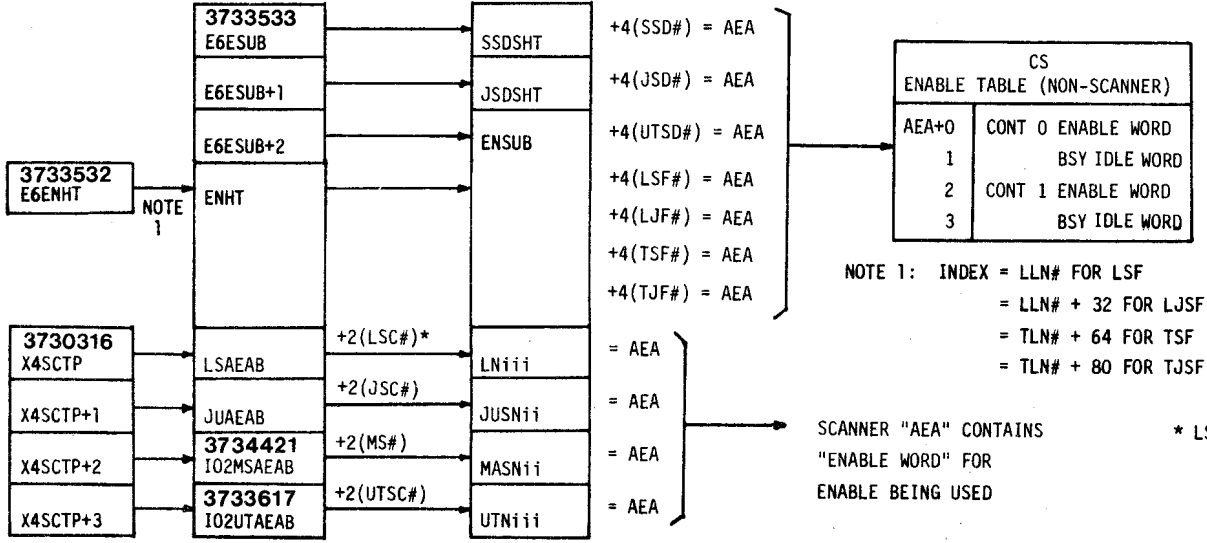 3733533
E6ESUB
SSDSHT
+4(SSD#) = AEA
E6ESUB+1
JSDSHT
+4(JSD#) = AEA
E6ESUB+2
ENSUB
+4(UTSD#) = AEA
3733532
E6ENHT
NOTE
1
ENHT
+4(LSF#) = AEA
+4(LJF#) = AEA
+4(TSF#) = AEA
+4(TJF#) = AEA
CS
ENABLE TABLE (NON-SCANNER)
AEA+0 CONT 0 ENABLE WORD
1 BSY IDLE WORD
2 CONT 1 ENABLE WORD
3 BSY IDLE WORD
NOTE 1: INDEX = LLN# FOR LSF
= LLN# + 32 FOR LJSF
= TLN# + 64 FOR TSF
= TLN# + 80 FOR TJSF
3730316
X4SCTP
LSAEAB
+2(LSC#)*
LNiii
= AEA
X4SCTP+1
JUAEAB
+2(JSC#)
JUSNii
= AEA
X4SCTP+2
3734421
IO2MSAEAB
+2(MS#)
MASNii
= AEA
X4SCTP+3
3733617
IO2UTAEAB
+2(UTSC#)
UTNiii
= AEA
SCANNER "AEA" CONTAINS
"ENABLE WORD" FOR
ENABLE BEING USED
* LS